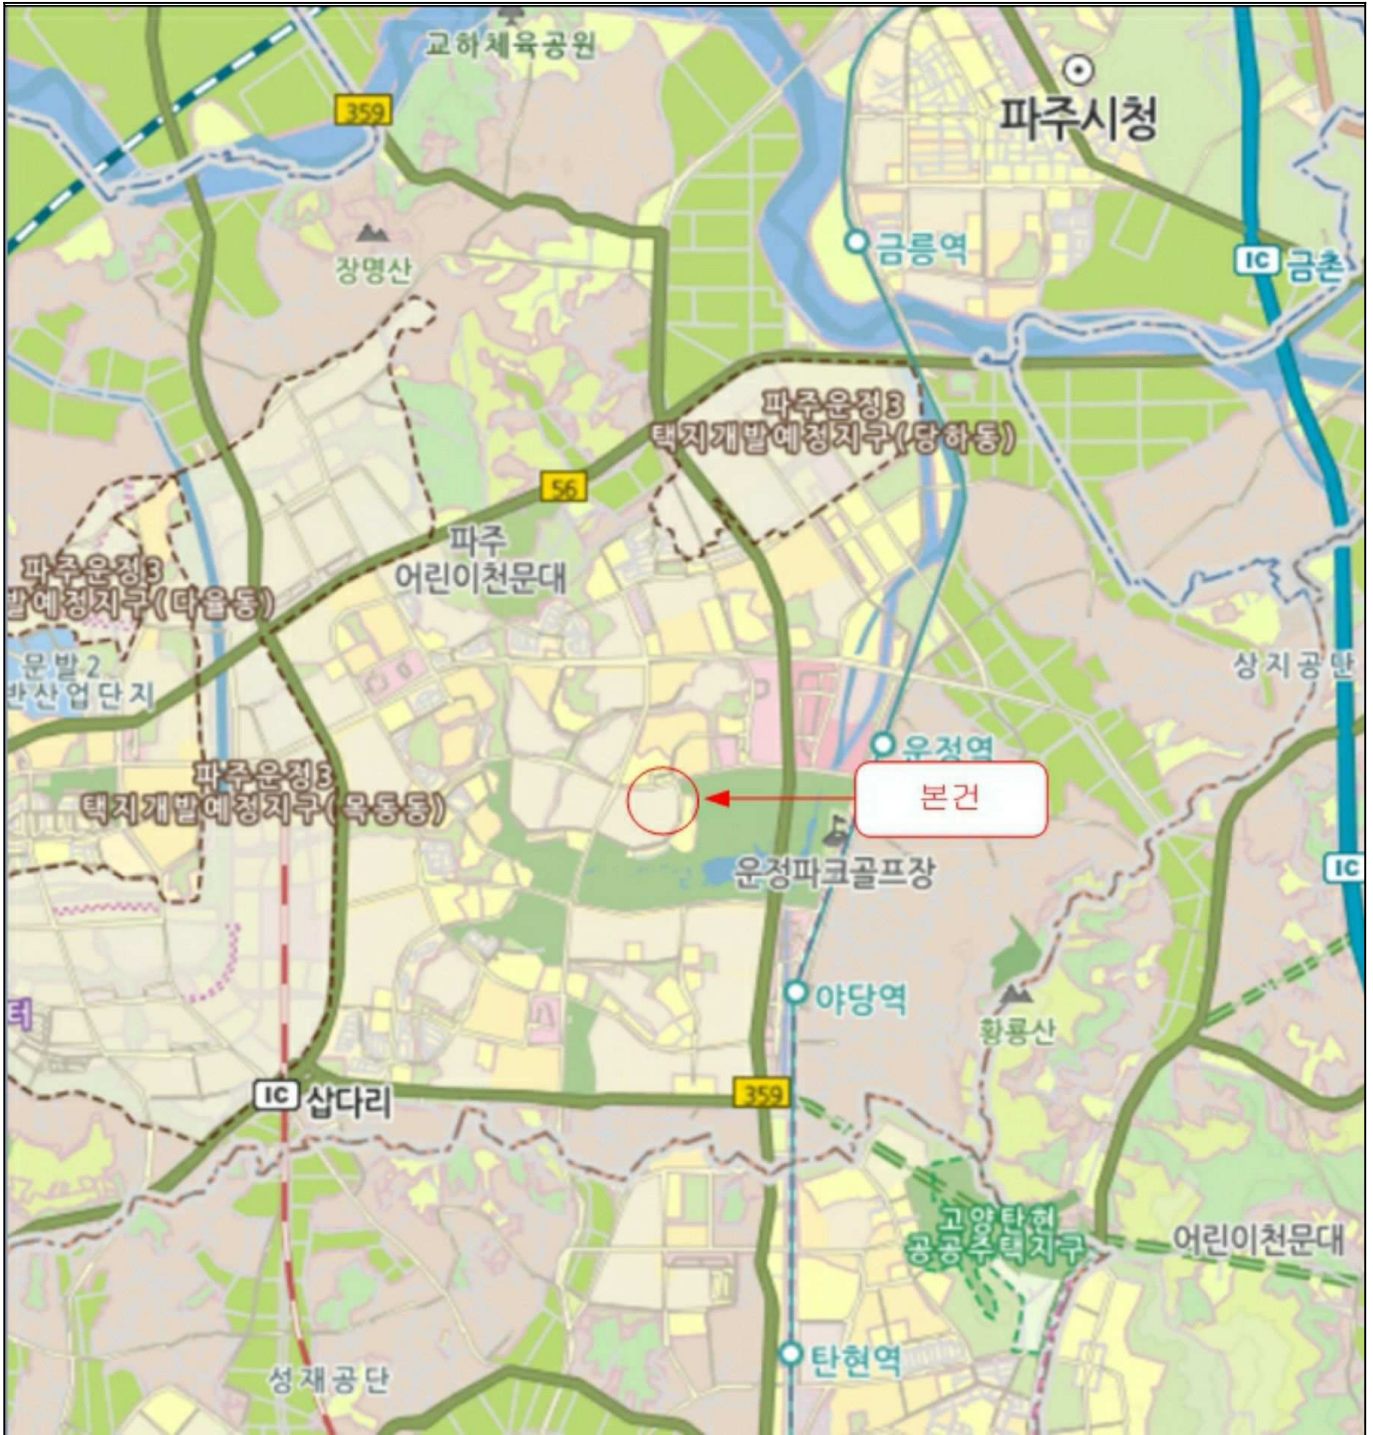 교하체육공원
359
파주시청
금릉역
IC 금촌
장명산
파주운정3
택지개발예정지구(당하동)
56
파주
어린이천문대
파주운정3
발예정지구(다율동)
문발2
반산업단지
상지공단
운정역
파주운정3
택지개발예정지구(목동동)
본건
운정파크골프장
IC
야당역
터
황룡산
IC 삽다리
359
고양탄현
공공주택지구
어린이천문대
탄현역
성재공단